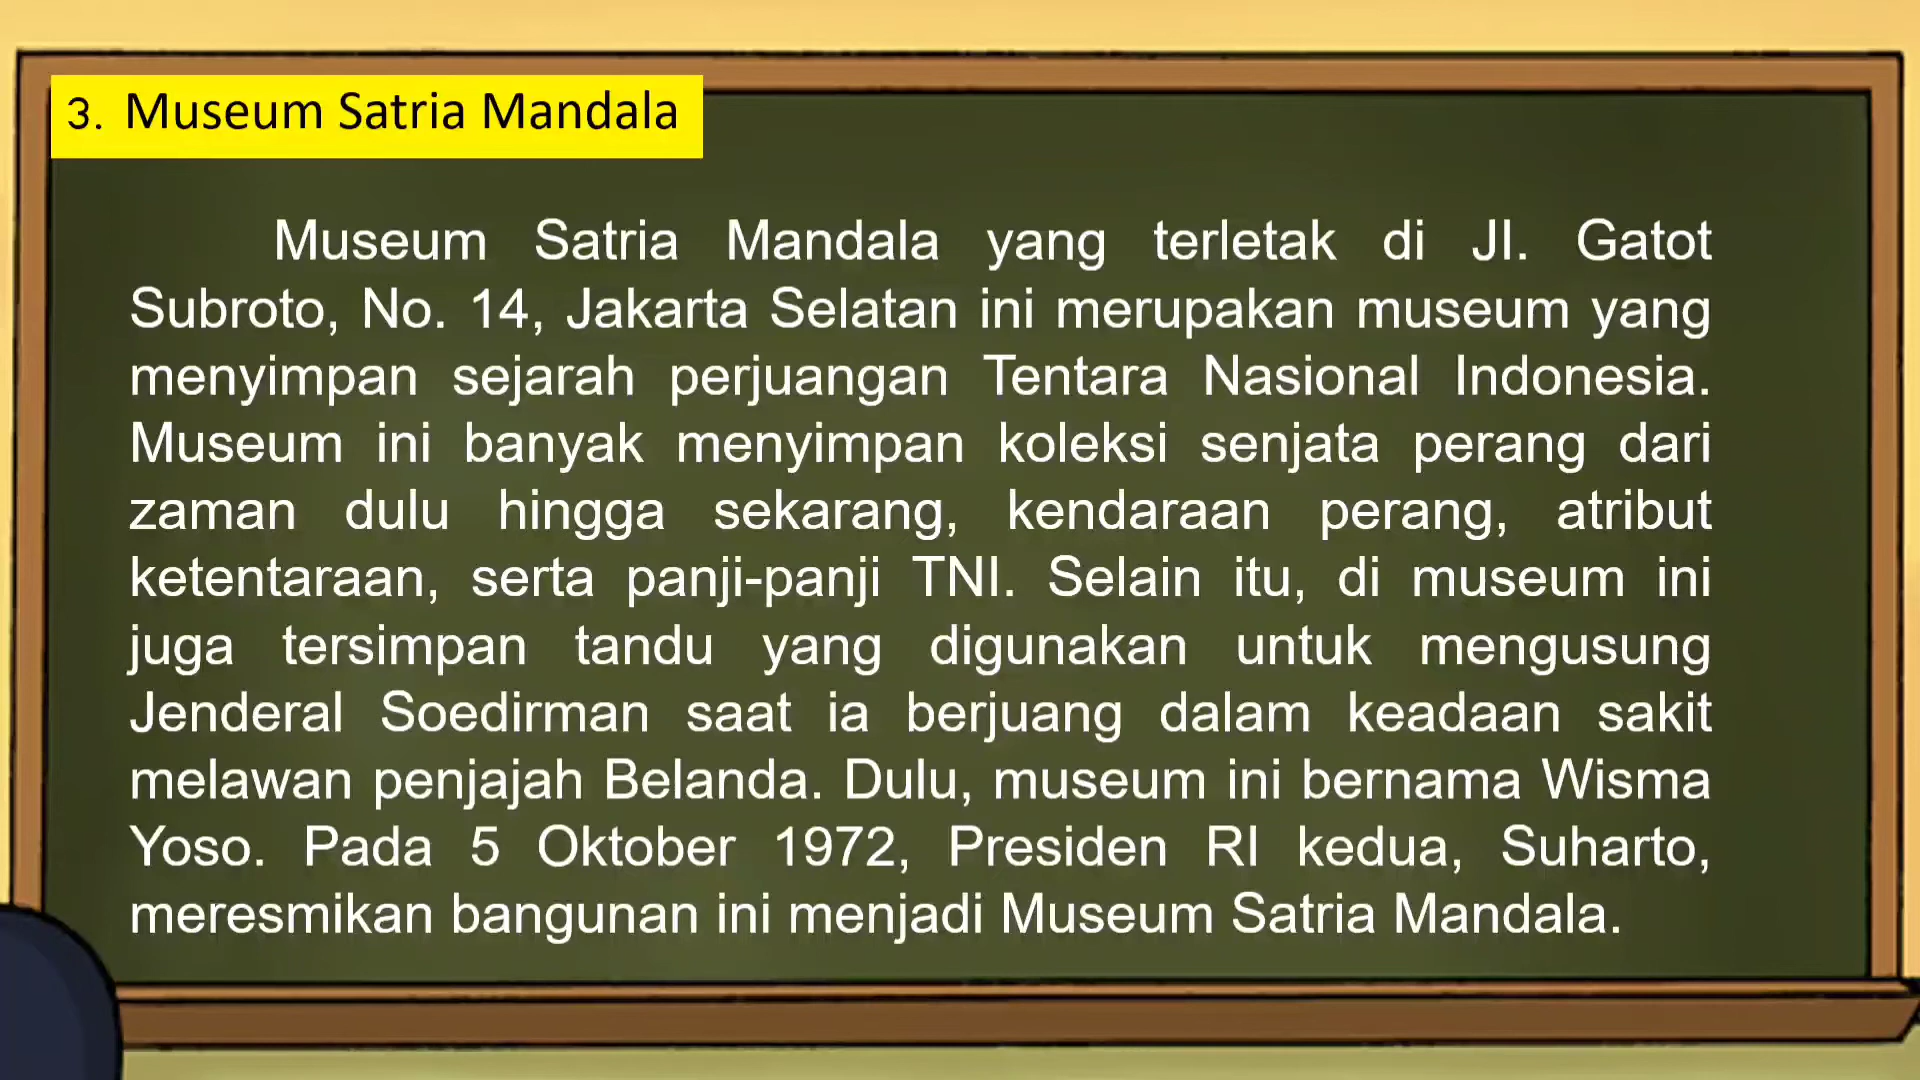 3. Museum Satria Mandala
Museum Satria Mandala yang terletak di Jl. Gatot
Subroto, No. 14, Jakarta Selatan ini merupakan museum yang
menyimpan sejarah perjuangan Tentara Nasional Indonesia.
Museum ini banyak menyimpan koleksi senjata perang dari
zaman dulu hingga sekarang, kendaraan perang, atribut
ketentaraan, serta panji-panji TNI. Selain itu, di museum ini
juga tersimpan tandu yang digunakan untuk mengusung
Jenderal Soedirman saat ia berjuang dalam keadaan sakit
melawan penjajah Belanda. Dulu, museum ini bernama Wisma
Yoso. Pada 5 Oktober 1972, Presiden RI kedua, Suharto,
meresmikan bangunan ini menjadi Museum Satria Mandala.